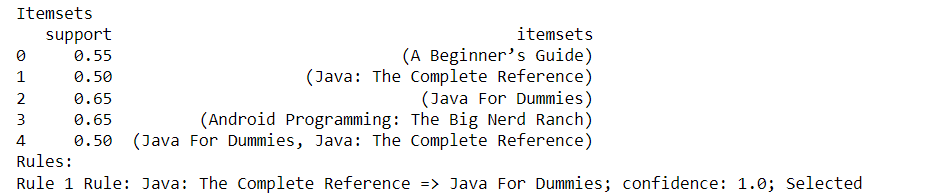 Itemsets
support itemsets
0 0.55 (A Beginner’s Guide)
1 0.50 (Java: The Complete Reference)
2 0.65 (Java For Dummies)
3 0.65 (Android Programming: The Big Nerd Ranch)
4 0.50 (Java For Dummies, Java: The Complete Reference)
Rules:
Rule 1 Rule: Java: The Complete Reference => Java For Dummies; confidence: 1.0; Selected